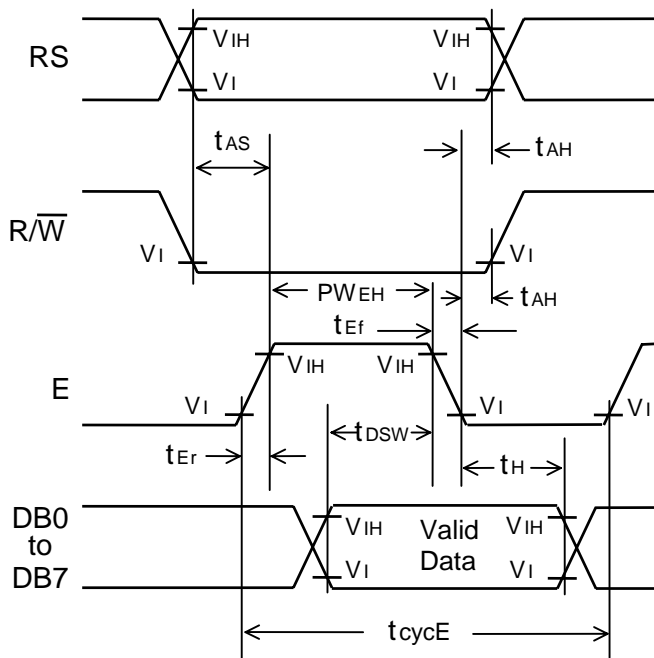 RS
VIH
VIH
VI
VI
tAS
tAH
R/W̅
VI
VI
PWEH
tAH
tEf
E
VIH
VIH
VI
VI
VI
tEr
tDSW
tH
DB0
to
DB7
VIH
Valid
Data
VIH
VI
VI
tcycE